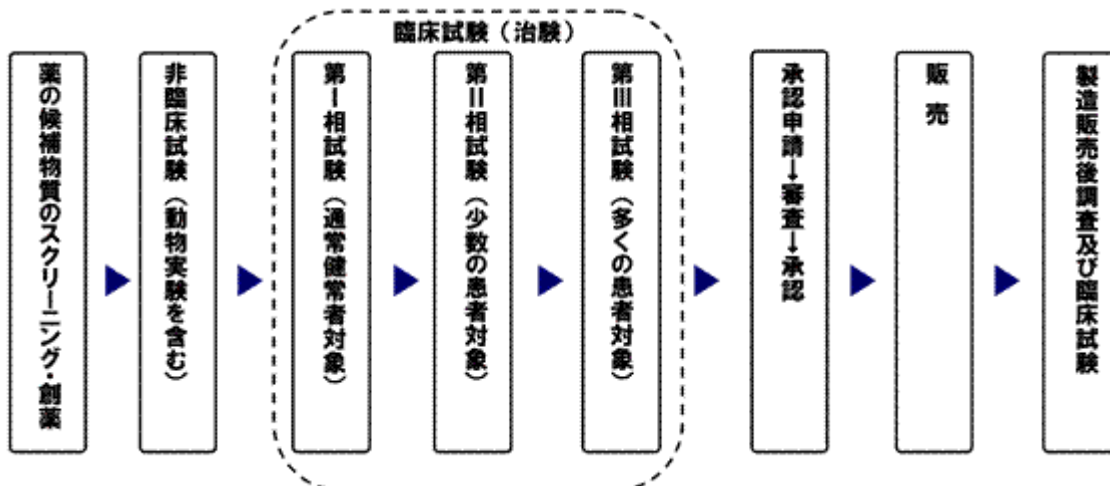 臨床試験（治験）
薬の候補物質のスクリーニング・創薬
非臨床試験（動物実験を含む）
第Ⅰ相試験（通常健常者対象）
第Ⅱ相試験（少数の患者対象）
第Ⅲ相試験（多くの患者対象）
承認申請→審査→承認
販売
製造販売後調査及び臨床試験